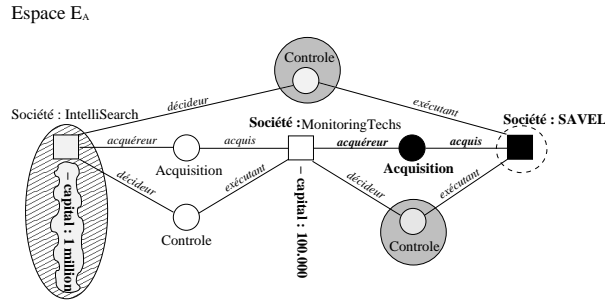 Espace E_A
Controle
décideur
exécutant
Société : IntelliSearch
Société :MonitoringTechs
Société : SAVEL
acquéreur
acquis
acquéreur
acquis
Acquisition
Acquisition
décideur
exécutant
décideur
exécutant
– capital : 1 million
– capital : 100.000
Controle
Controle